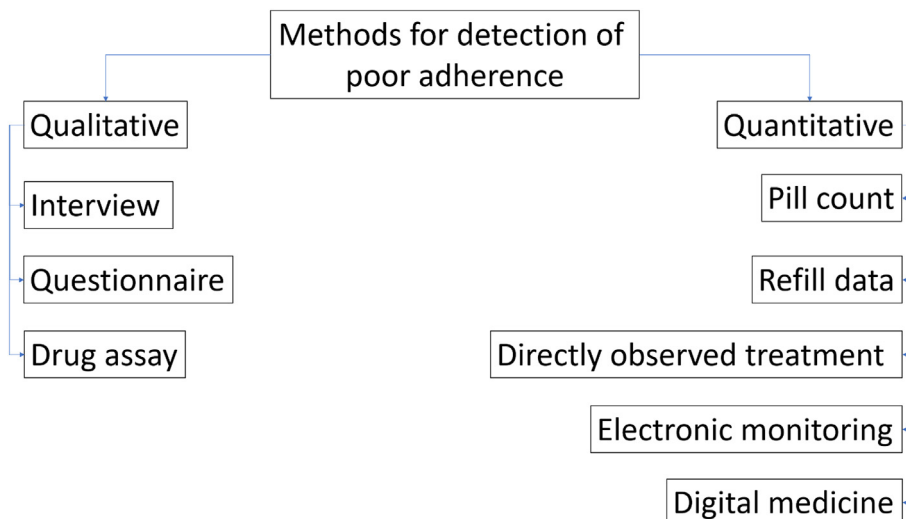 Methods for detection of
poor adherence
Qualitative
Interview
Questionnaire
Drug assay
Quantitative
Pill count
Refill data
Directly observed treatment
Electronic monitoring
Digital medicine